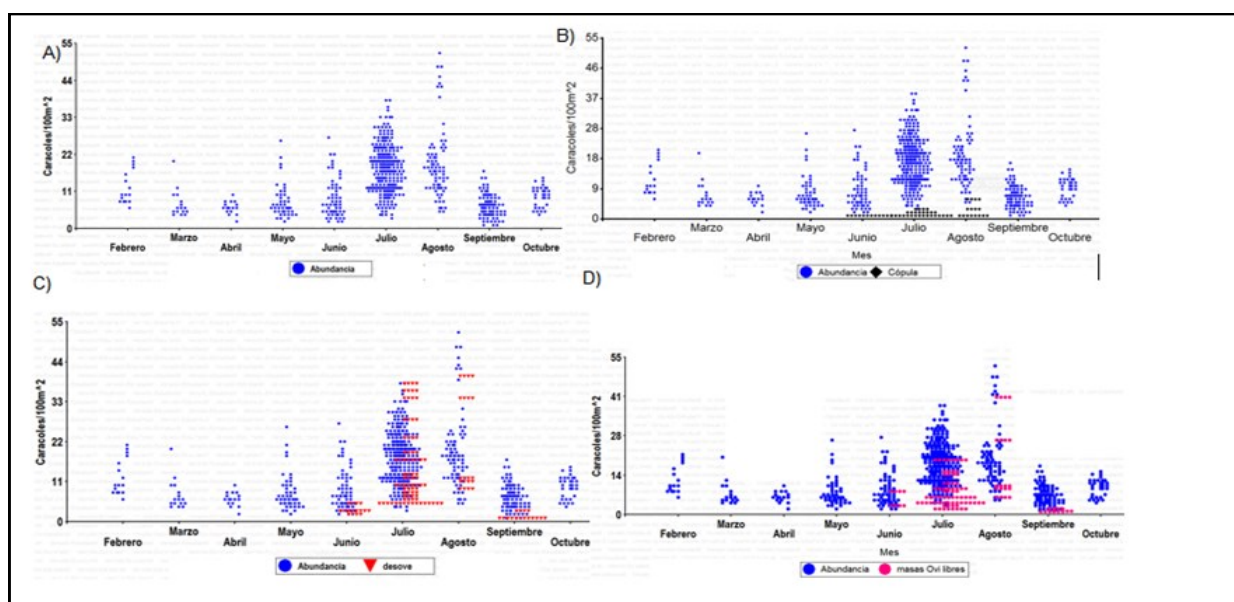 A)
55
44
33
22
11
0
Caracoles/100m^2
Febrero Marzo Abril Mayo Junio Julio Agosto Septiembre Octubre
Abundancia
B)
55
46
37
28
18
9
0
Caracoles/100m^2
Febrero Marzo Abril Mayo Junio Julio Agosto Septiembre Octubre
Mes
Abundancia Cópula
C)
55
44
33
22
11
0
Caracoles/100m^2
Febrero Marzo Abril Mayo Junio Julio Agosto Septiembre Octubre
Abundancia desove
D)
55
41
28
14
0
Caracoles/100m^2
Febrero Marzo Abril Mayo Junio Julio Agosto Septiembre Octubre
Mes
Abundancia masas Ovi libres